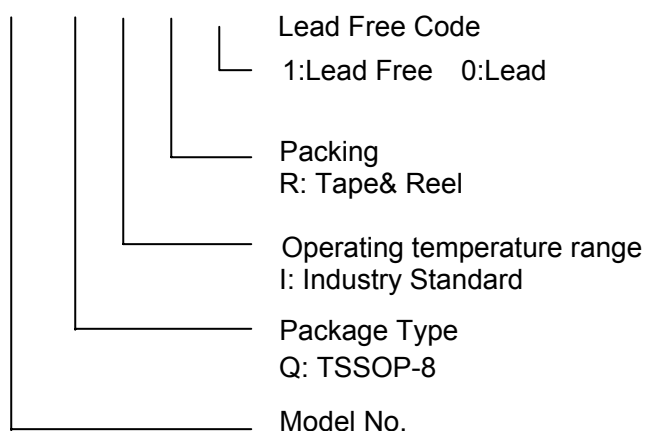 Lead Free Code
1:Lead Free 0:Lead
Packing
R: Tape& Reel
Operating temperature range
I: Industry Standard
Package Type
Q: TSSOP-8
Model No.